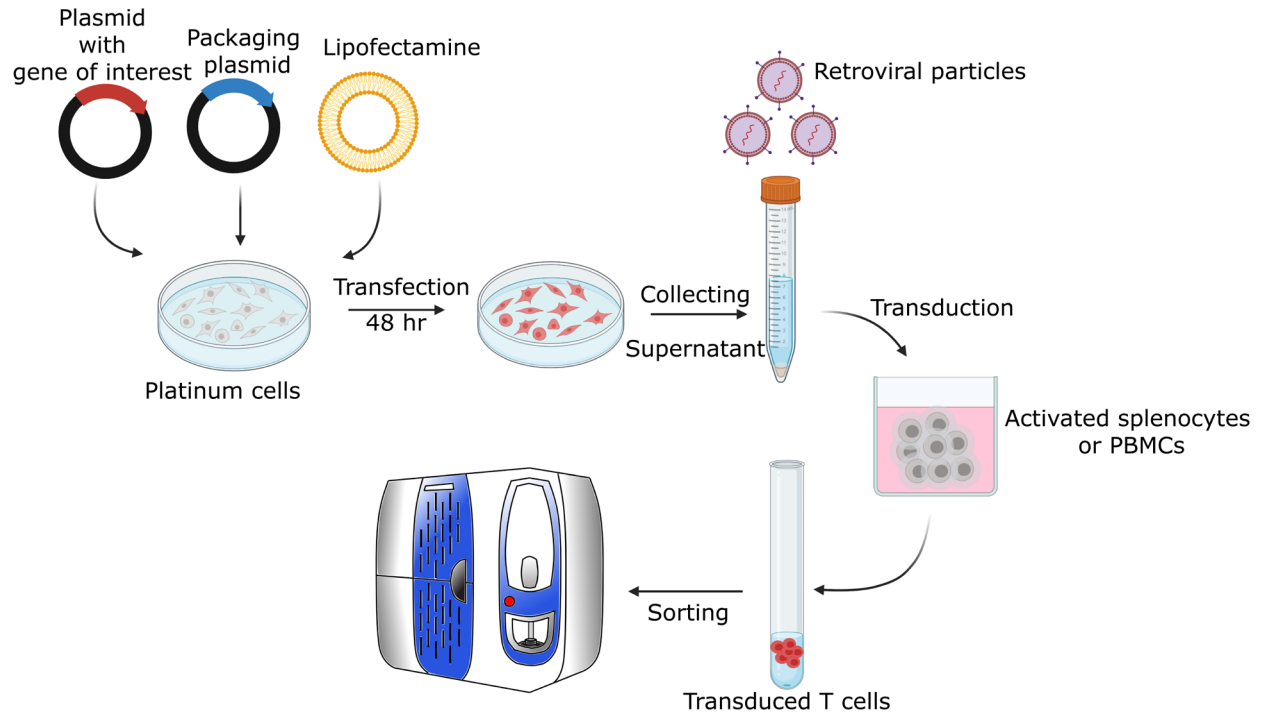 Plasmid
with
gene of interest
Packaging
plasmid
Lipofectamine
Retroviral particles
Transfection
48 hr
Collecting
Supernatant
Transduction
Platinum cells
Activated splenocytes
or PBMCs
Sorting
Transduced T cells